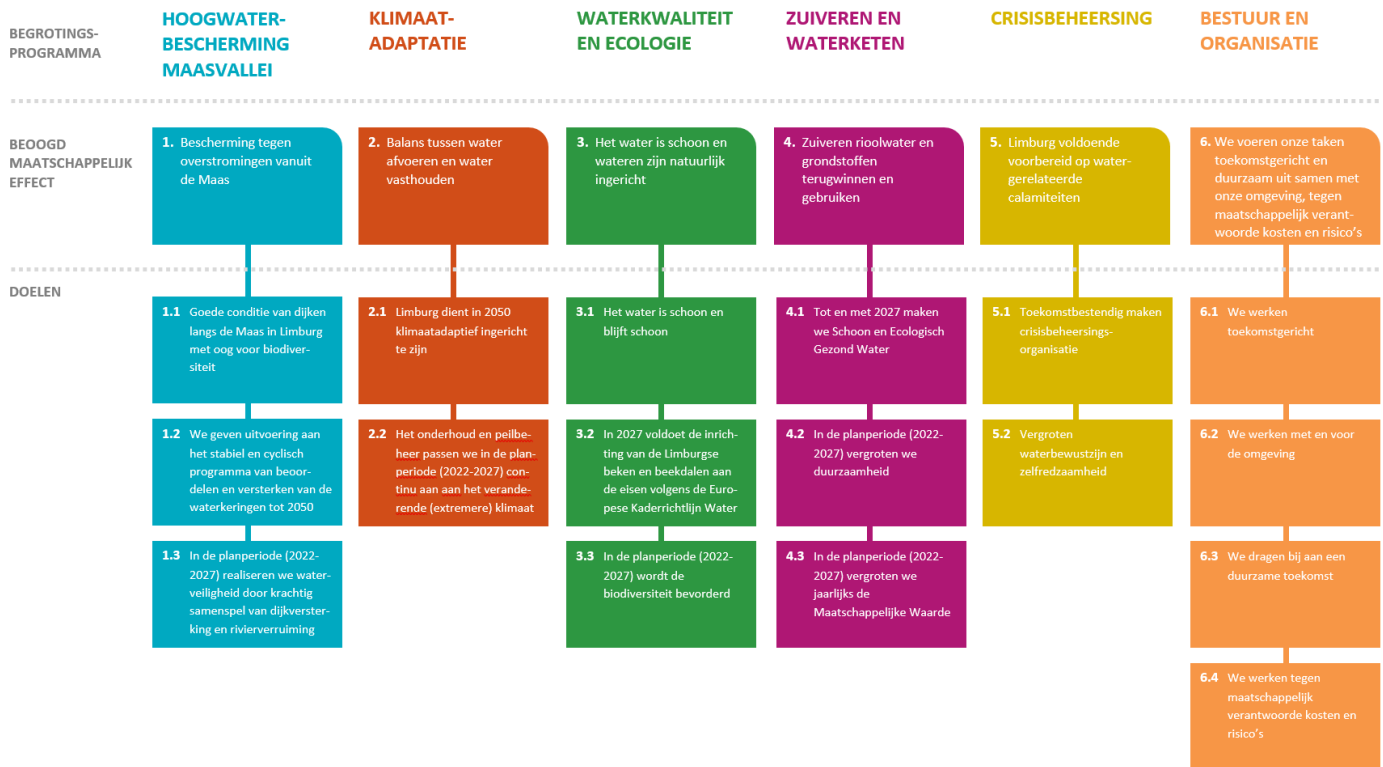 BEGROTINGS-
PROGRAMMA
HOOGWATER-
BESCHERMING
MAASVALLEI
KLIMAAT-
ADAPTATIE
WATERKWALITEIT
EN ECOLOGIE
ZUIVEREN EN
WATERKETEN
CRISISBEHEERSING
BESTUUR EN
ORGANISATIE
BEOOGD
MAATSCHAPPELIJK
EFFECT
1. Bescherming tegen
overstromingen vanuit
de Maas
2. Balans tussen water
afvoeren en water
vasthouden
3. Het water is schoon en
wateren zijn natuurlijk
ingericht
4. Zuiveren rioolwater en
grondstoffen
terugwinnen en
gebruiken
5. Limburg voldoende
voorbereid op water-
gerelateerde
calamiteiten
6. We voeren onze taken
toekomstgericht en
duurzaam uit samen met
onze omgeving, tegen
maatschappelijk verant-
woorde kosten en risico's
DOELEN
1.1 Goede conditie van dijken
langs de Maas in Limburg
met oog voor biodiver-
siteit
2.1 Limburg dient in 2050
klimaatadaptief ingericht
te zijn
3.1 Het water is schoon en
blijft schoon
4.1 Tot en met 2027 maken
we Schoon en Ecologisch
Gezond Water
5.1 Toekomstbestendig maken
crisisbeheersings-
organisatie
6.1 We werken
toekomstgericht
1.2 We geven uitvoering aan
het stabiel en cyclisch
programma van beoor-
delen en versterken van de
waterkeringen tot 2050
2.2 Het onderhoud en peilbe-
heer passen we in de plan-
periode (2022-2027) con-
tinu aan aan het verande-
rende (extremere) klimaat
3.2 In 2027 voldoet de inrich-
ting van de Limburgse
beken en beekdalen aan
de eisen volgens de Euro-
pese Kaderrichtlijn Water
4.2 In de planperiode (2022-
2027) vergroten we
duurzaamheid
5.2 Vergroten
waterbewustzijn en
zelfredzaamheid
6.2 We werken met en voor
de omgeving
1.3 In de planperiode (2022-
2027) realiseren we water-
veiligheid door krachtig
samenspel van dijkverster-
king en rivierverruiming
3.3 In de planperiode (2022-
2027) wordt de
biodiversiteit bevorderd
4.3 In de planperiode (2022-
2027) vergroten we
jaarlijks de
Maatschappelijke Waarde
6.3 We dragen bij aan een
duurzame toekomst
6.4 We werken tegen
maatschappelijk
verantwoorde kosten en
risico's